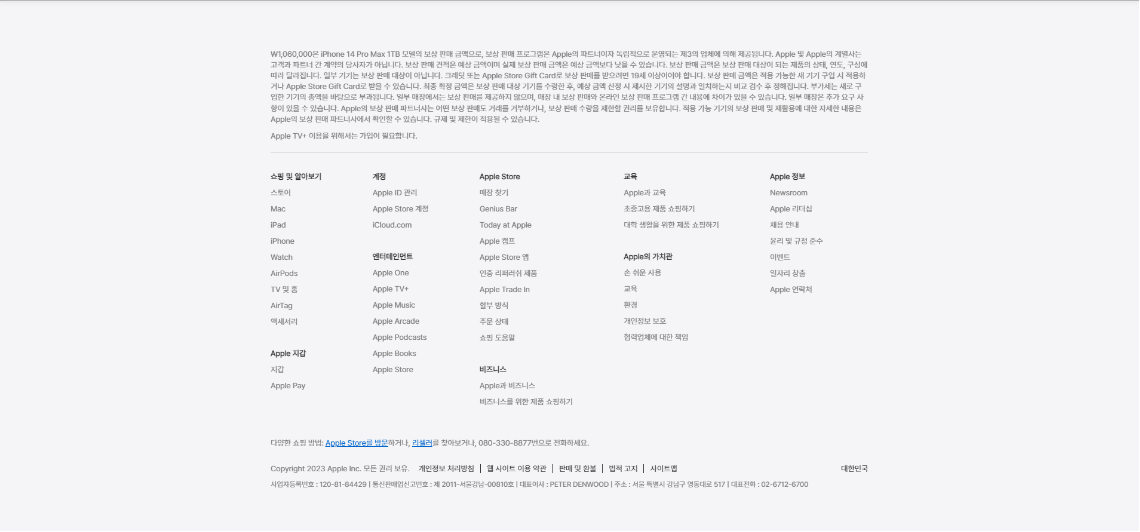 ₩1,060,000은 iPhone 14 Pro Max 1TB 모델의 보상 판매 금액으로, 보상 판매 프로그램은 Apple의 파트너이자 독립적으로 운영되는 제3의 업체에 의해 제공됩니다. Apple 및 Apple의 계열사는
고객과 파트너 간 계약의 당사자가 아닙니다. 보상 판매 견적은 예상 금액이며 실제 보상 판매 금액은 예상 금액보다 낮을 수 있습니다. 보상 판매 금액은 보상 판매 대상이 되는 제품의 상태, 연도, 구성에
따라 달라집니다. 일부 기기는 보상 판매 대상이 아닙니다. 크레딧 또는 Apple Store Gift Card로 보상 판매를 받으려면 19세 이상이어야 합니다. 보상 판매 금액은 적용 가능한 새 기기 구입 시 적용하
거나 Apple Store Gift Card로 받을 수 있습니다. 최종 확정 금액은 보상 판매 대상 기기를 수령한 후, 예상 금액 산정 시 제시한 기기의 설명과 일치하는지 비교 검수 후 정해집니다. 부가세는 새로 구
입한 기기의 총액을 바탕으로 부과됩니다. 일부 매장에서는 보상 판매를 제공하지 않으며, 매장 내 보상 판매와 온라인 보상 판매 프로그램 간 내용에 차이가 있을 수 있습니다. 일부 매장은 추가 요구 사
항이 있을 수 있습니다. Apple의 보상 판매 파트너사는 어떤 보상 판매도 거래를 거부하거나, 보상 판매 수량을 제한할 권리를 보유합니다. 적용 가능 기기의 보상 판매 및 재활용에 대한 자세한 내용은
Apple의 보상 판매 파트너사에서 확인할 수 있습니다. 규제 및 제한이 적용될 수 있습니다.
Apple TV+ 이용을 위해서는 가입이 필요합니다.
쇼핑 및 알아보기
스토어
Mac
iPad
iPhone
Watch
AirPods
TV 및 홈
AirTag
액세서리
Apple 지갑
지갑
Apple Pay
계정
Apple ID 관리
Apple Store 계정
iCloud.com
엔터테인먼트
Apple One
Apple TV+
Apple Music
Apple Arcade
Apple Podcasts
Apple Books
Apple Store
Apple Store
매장 찾기
Genius Bar
Today at Apple
Apple 캠프
Apple Store 앱
인증 리퍼비쉬 제품
Apple Trade In
할부 방식
주문 상태
쇼핑 도움말
비즈니스
Apple과 비즈니스
비즈니스를 위한 제품 쇼핑하기
교육
Apple과 교육
초중고용 제품 쇼핑하기
대학 생활을 위한 제품 쇼핑하기
Apple의 가치관
손쉬운 사용
교육
환경
개인정보 보호
협력업체에 대한 책임
Apple 정보
Newsroom
Apple 리더십
채용 안내
윤리 및 규정 준수
이벤트
일자리 창출
Apple 연락처
다양한 쇼핑 방법: Apple Store을 방문하거나, 리셀러를 찾아보거나, 080-330-8877번으로 전화하세요.
Copyright 2023 Apple Inc. 모든 권리 보유. 개인정보 처리방침 | 웹 사이트 이용 약관 | 판매 및 환불 | 법적 고지 | 사이트맵 대한민국
사업자등록번호 : 120-81-84429 | 통신판매업신고번호 : 제 2011-서울강남-00810호 | 대표이사 : PETER DENWOOD | 주소 : 서울 특별시 강남구 영동대로 517 | 대표전화 : 02-6712-6700